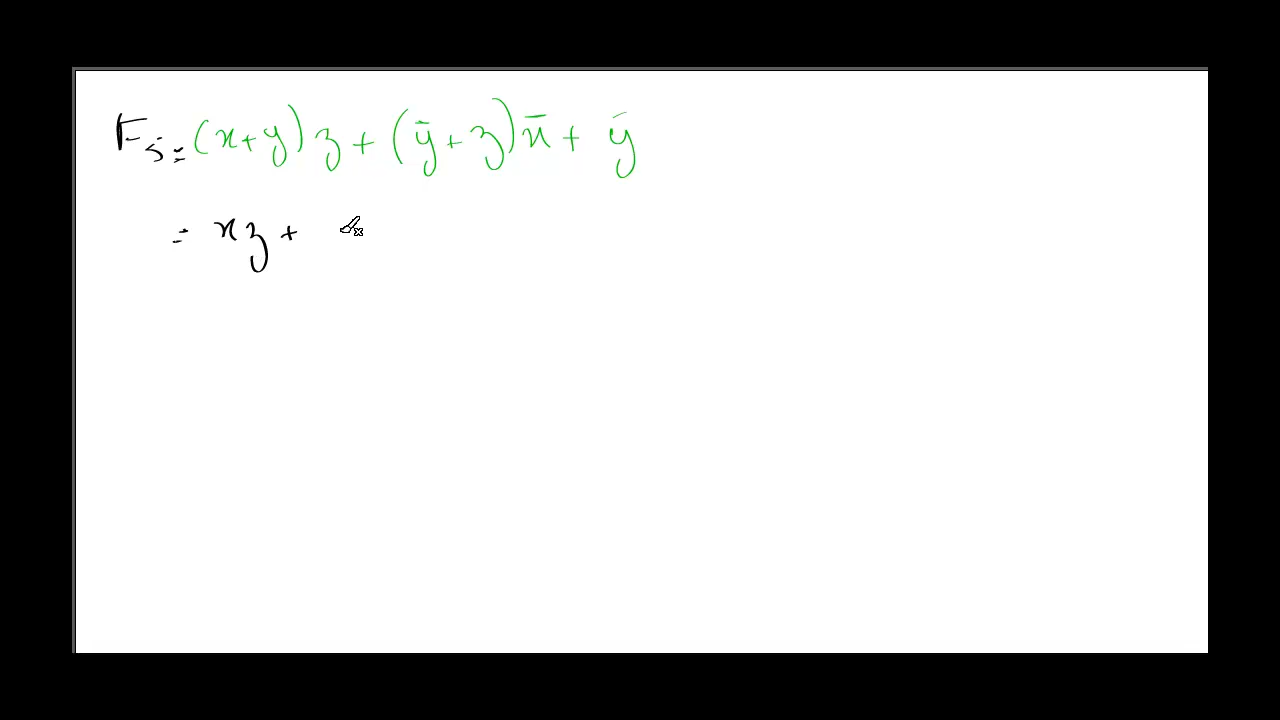 F₅ = (x+y)z + (ȳ+z)x̄ + ȳ
= xz +